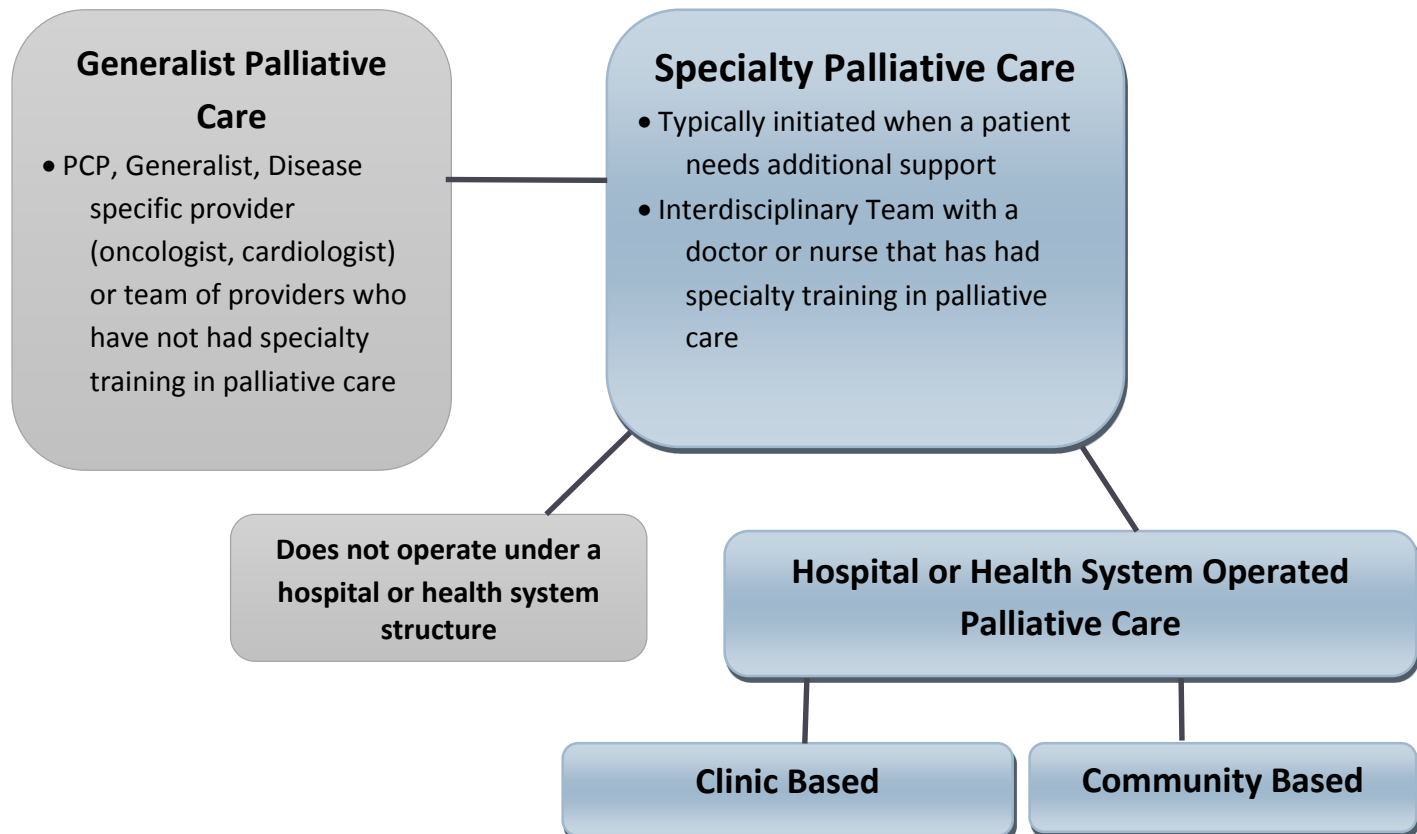 Generalist Palliative
Care
• PCP, Generalist, Disease
specific provider
(oncologist, cardiologist)
or team of providers who
have not had specialty
training in palliative care
Specialty Palliative Care
• Typically initiated when a patient
needs additional support
• Interdisciplinary Team with a
doctor or nurse that has had
specialty training in palliative
care
Does not operate under a
hospital or health system
structure
Hospital or Health System Operated
Palliative Care
Clinic Based
Community Based